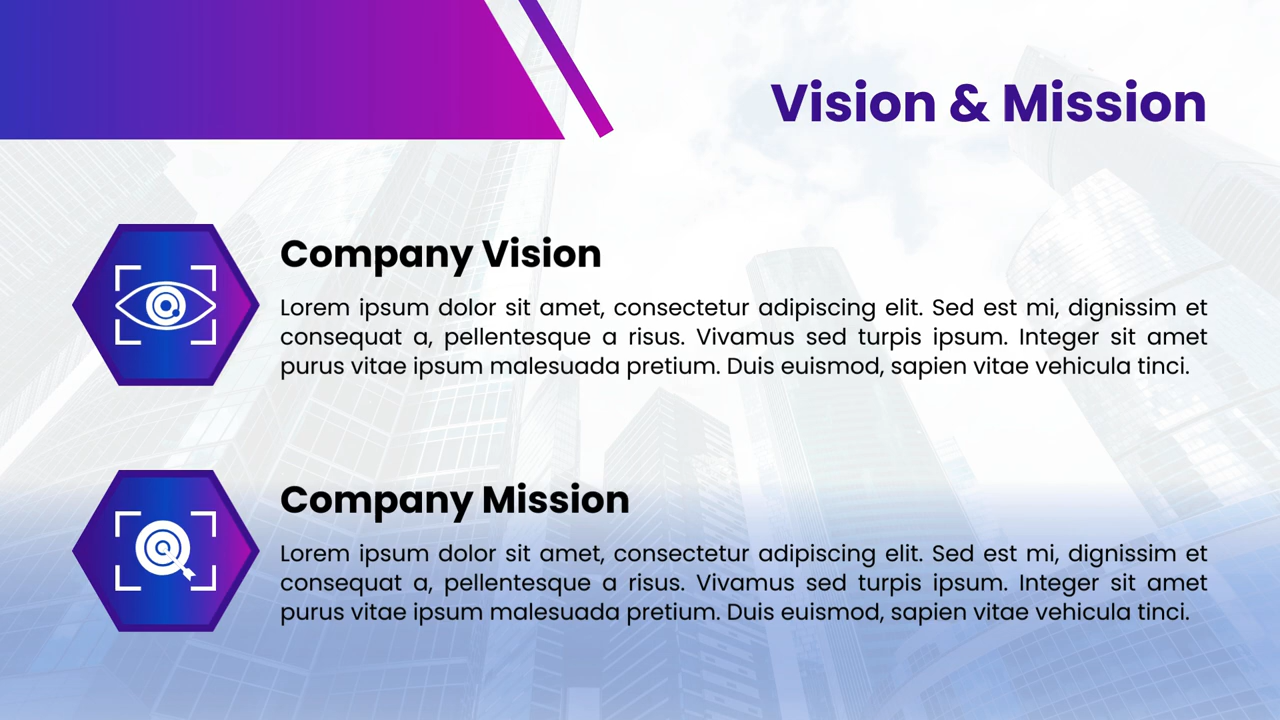 Vision & Mission
Company Vision
Lorem ipsum dolor sit amet, consectetur adipiscing elit. Sed est mi, dignissim et
consequat a, pellentesque a risus. Vivamus sed turpis ipsum. Integer sit amet
purus vitae ipsum malesuada pretium. Duis euismod, sapien vitae vehicula tinci.
Company Mission
Lorem ipsum dolor sit amet, consectetur adipiscing elit. Sed est mi, dignissim et
consequat a, pellentesque a risus. Vivamus sed turpis ipsum. Integer sit amet
purus vitae ipsum malesuada pretium. Duis euismod, sapien vitae vehicula tinci.